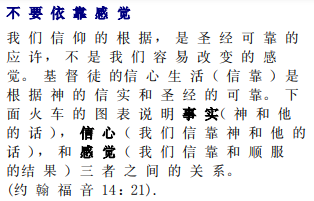 不 要 依 靠 感 觉
我 们 信 仰 的 根 据 ， 是 圣 经 可 靠 的
应 许 ， 不 是 我 们 容 易 改 变 的 感
觉 。 基 督 徒 的 信 心 生 活 （ 信 靠 ） 是
根 据 神 的 信 实 和 圣 经 的 可 靠 。 下
面 火 车 的 图 表 说 明 事 实（ 神 和 他
的 话 ）， 信 心 （ 我 们 信 靠 神 和 他 的
话 ）， 和 感 觉 （ 我 们 信 靠 和 顺 服
的 结 果 ） 三 者 之 间 的 关 系 。
(约 翰 福 音 14：21).